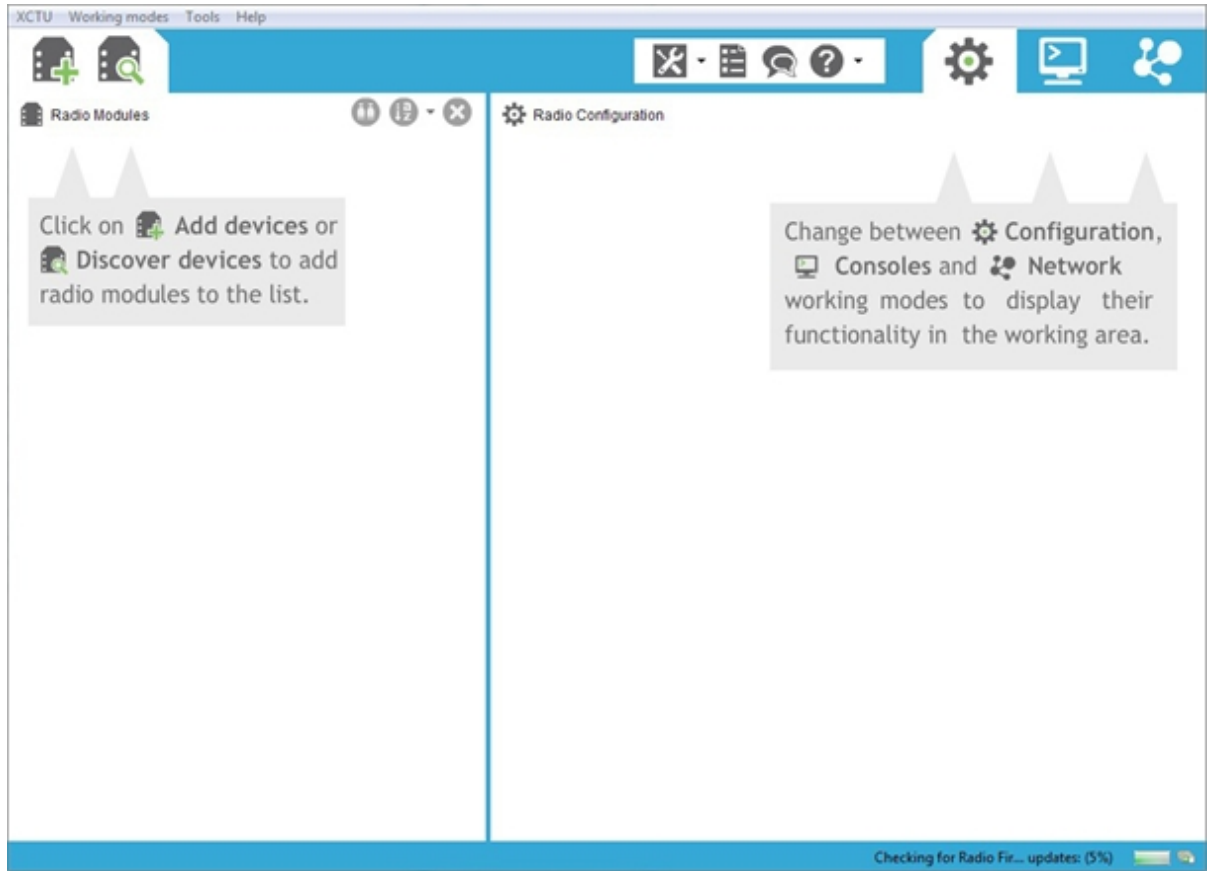 XCTU Working modes Tools Help
Radio Modules
Radio Configuration
Click on Add devices or
Discover devices to add
radio modules to the list.
Change between Configuration,
Consoles and Network
working modes to display their
functionality in the working area.
Checking for Radio Fir... updates: (5%)